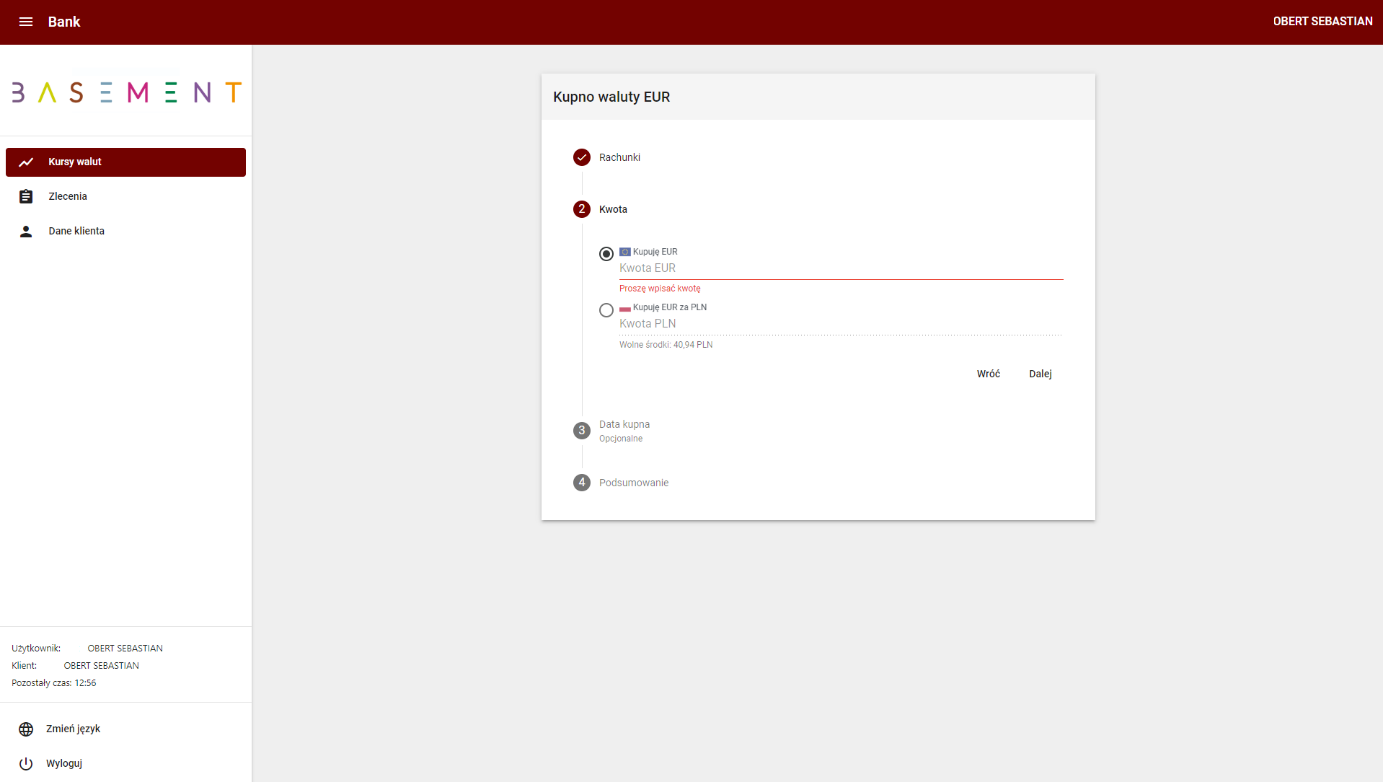 Bank
OBERT SEBASTIAN
BASEMENT
Kursy walut
Zlecenia
Dane klienta
Użytkownik: OBERT SEBASTIAN
Klient: OBERT SEBASTIAN
Pozostały czas: 12:56
Zmień język
Wyloguj
Kupno waluty EUR
Rachunki
2 Kwota
Kupuję EUR
Kwota EUR
Proszę wpisać kwotę
Kupuję EUR za PLN
Kwota PLN
Wolne środki: 40,94 PLN
Wróć Dalej
3 Data kupna
Opcjonalne
4 Podsumowanie